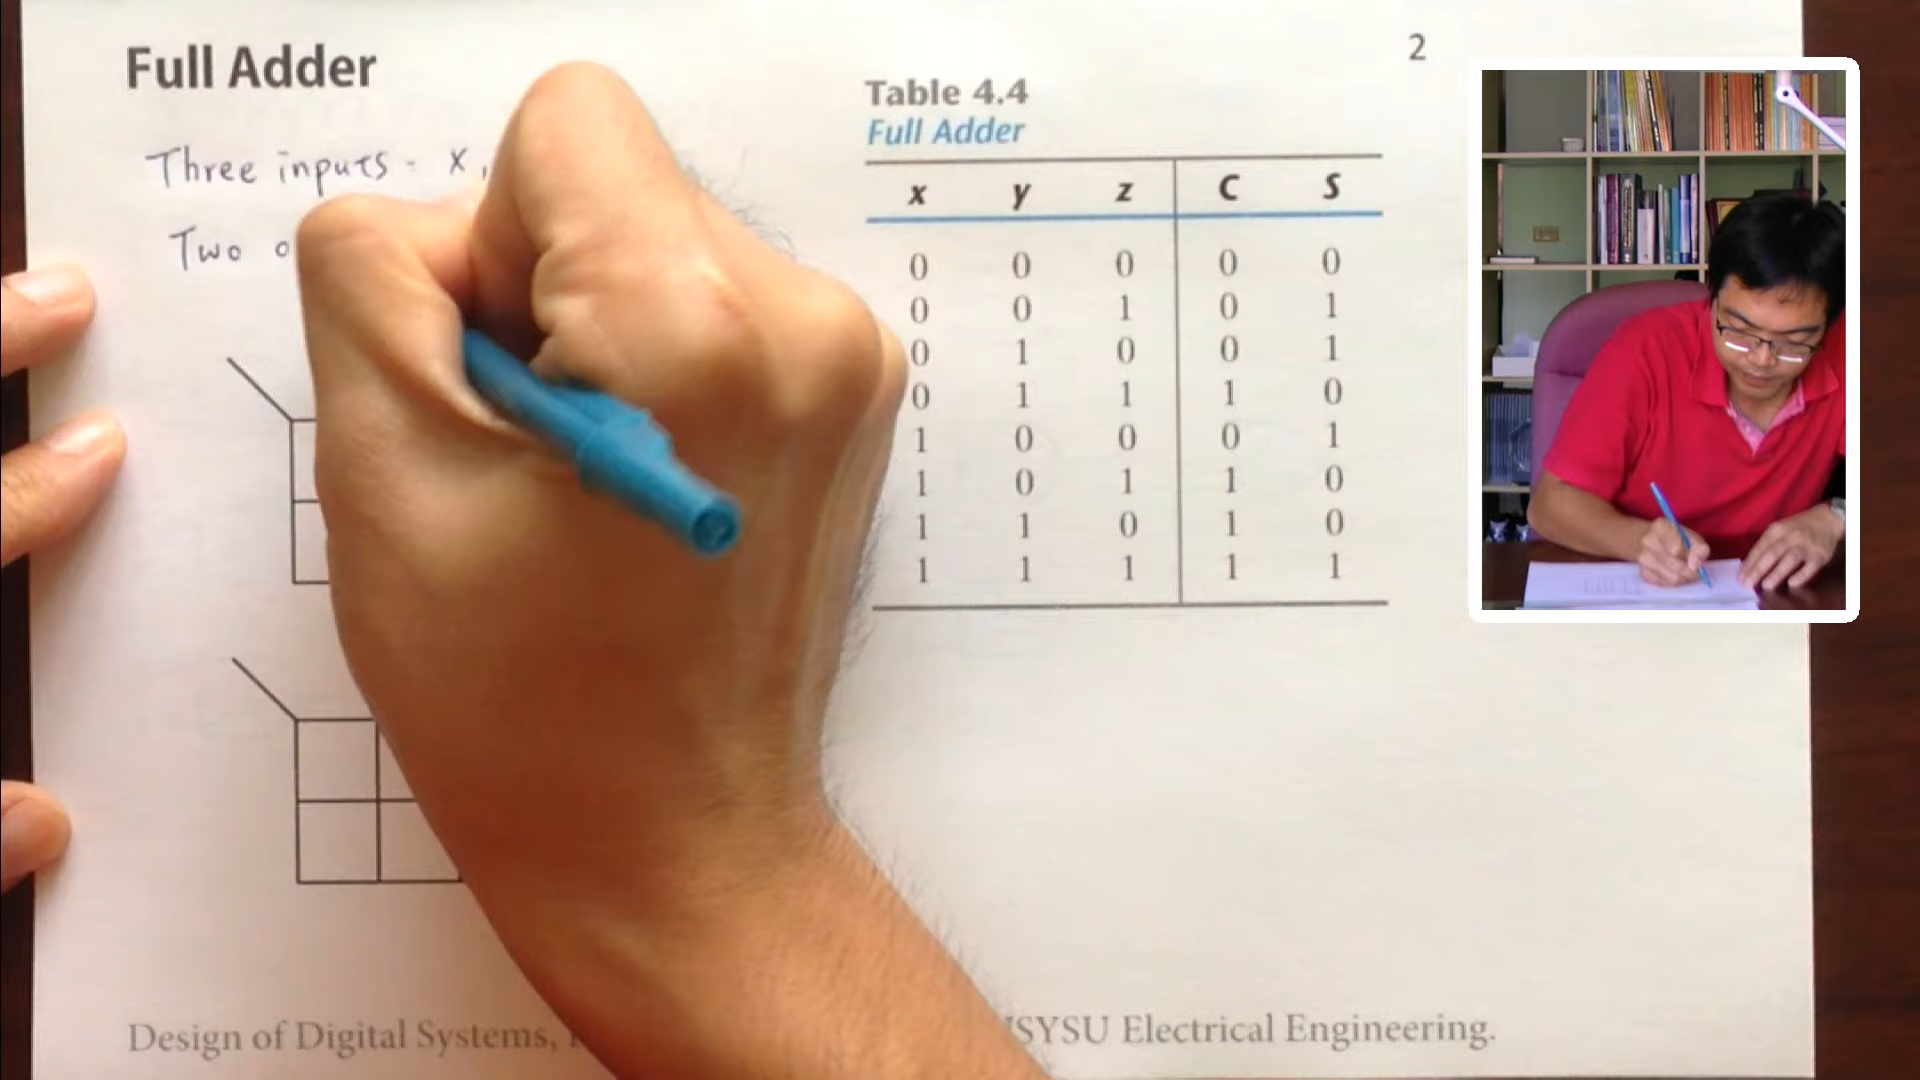 Full Adder
2
Three inputs - x,
Two
Table 4.4
Full Adder
x y z C S
0 0 0 0 0
0 0 1 0 1
0 1 0 0 1
0 1 1 1 0
1 0 0 0 1
1 0 1 1 0
1 1 0 1 0
1 1 1 1 1
Design of Digital Systems, SYSU Electrical Engineering.